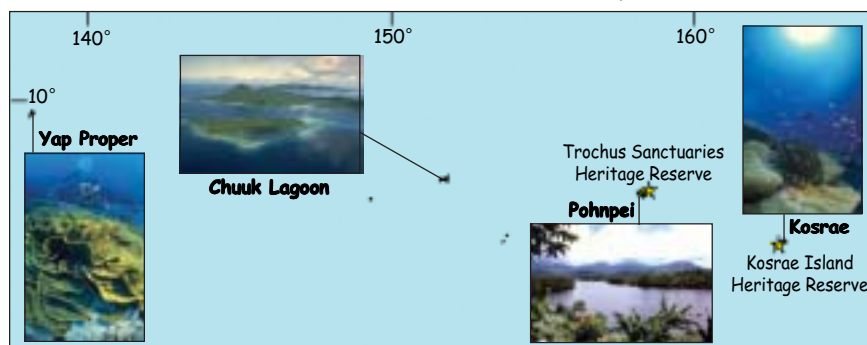 140°
150°
160°
10°
Yap Proper
Chuuk Lagoon
Trochus Sanctuaries
Heritage Reserve
Pohnpei
Kosrae
Kosrae Island
Heritage Reserve